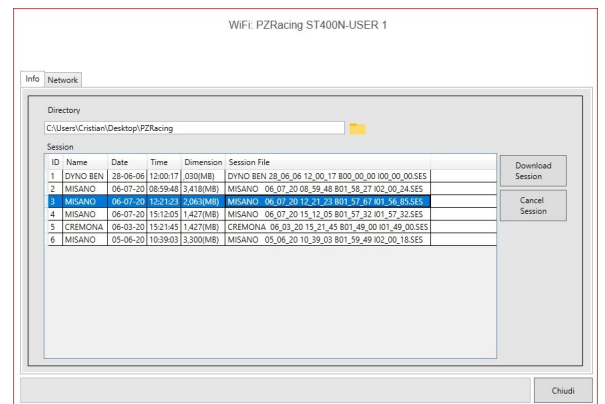 WiFi: PZRacing ST400N-USER 1
Info Network
Directory
C:\Users\Cristian\Desktop\PZRacing
Session
ID Name Date Time Dimension Session File
1 DYNO BEN 28-06-06 12:00:17 ,030(MB) DYNO BEN 28_06_06 12_00_17 B00_00_00 I00_00_00.SES
2 MISANO 06-07-20 08:59:48 3,418(MB) MISANO 06_07_20 08_59_48 B01_58_27 I02_00_24.SES
3 MISANO 06-07-20 12:21:23 2,063(MB) MISANO 06_07_20 12_21_23 B01_57_67 I01_56_85.SES
4 MISANO 06-07-20 15:12:05 1,427(MB) MISANO 06_07_20 15_12_05 B01_57_32 I01_57_32.SES
5 CREMONA 06-03-20 15:21:45 1,427(MB) CREMONA 06_03_20 15_21_45 B01_49_00 I01_49_00.SES
6 MISANO 05-06-20 10:39:03 3,300(MB) MISANO 05_06_20 10_39_03 B01_59_49 I02_00_18.SES
Download
Session
Cancel
Session
Chiudi